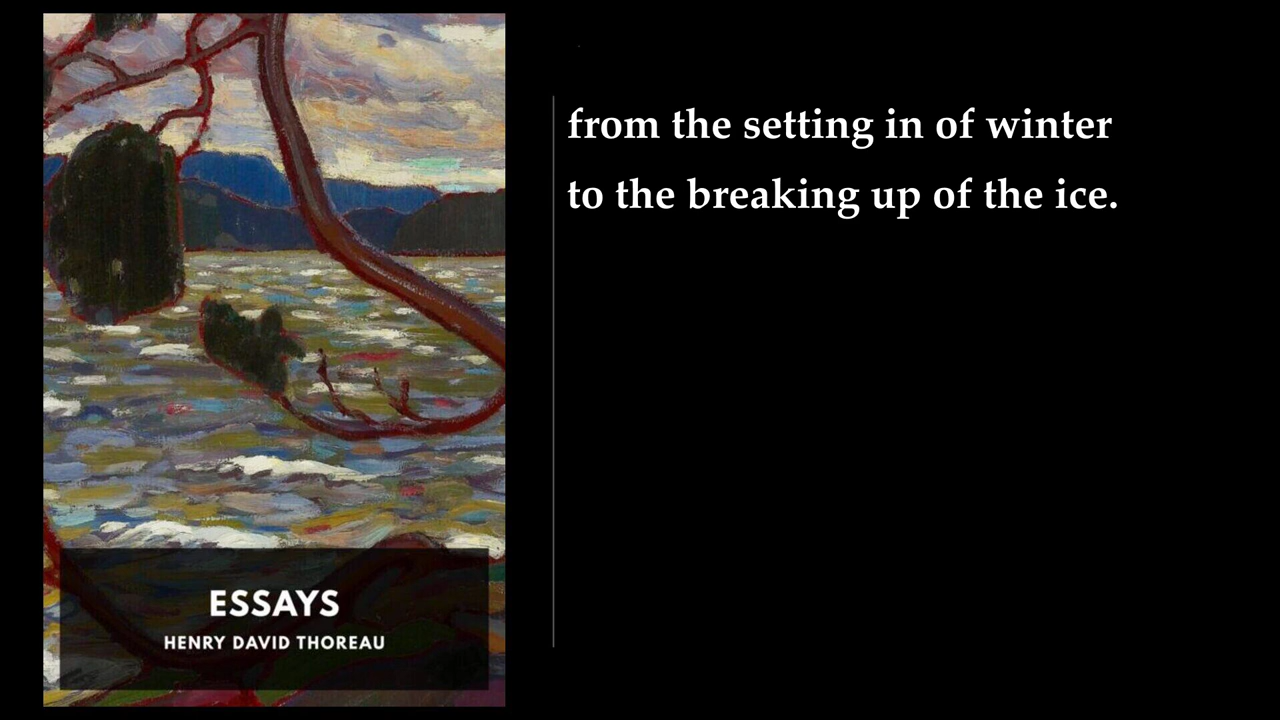 from the setting in of winter
to the breaking up of the ice.
ESSAYS
HENRY DAVID THOREAU